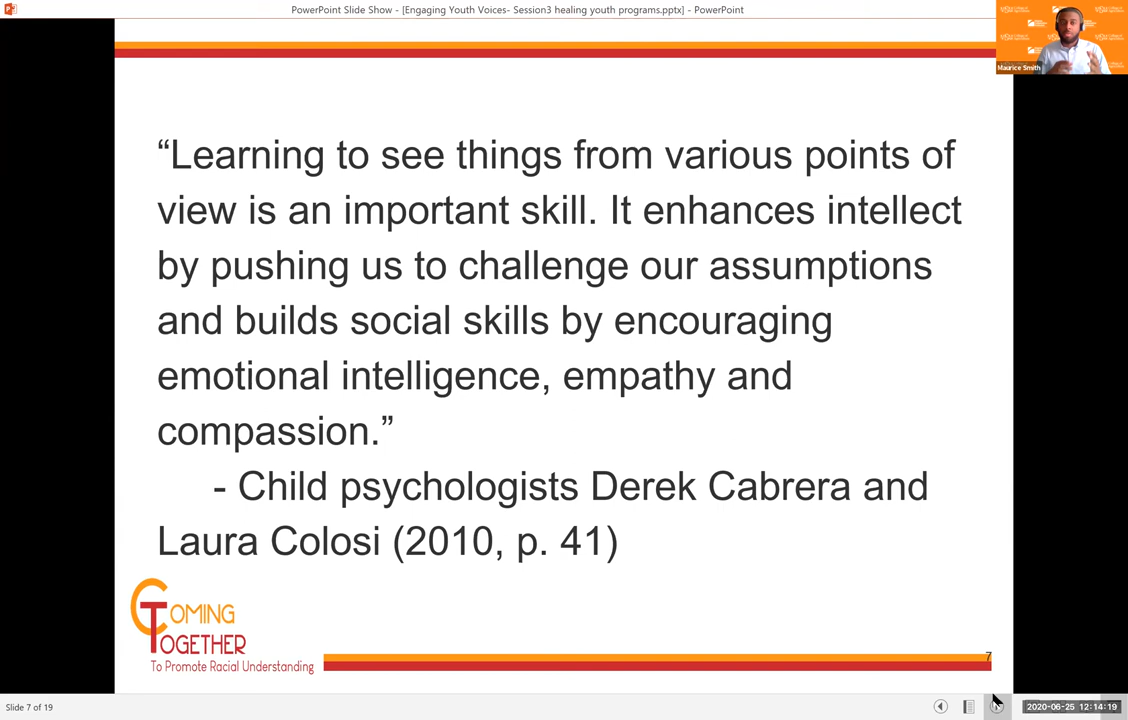 PowerPoint Slide Show - [Engaging Youth Voices- Session3 healing youth programs.pptx] - PowerPoint
Maurice Smith
“Learning to see things from various points of
view is an important skill. It enhances intellect
by pushing us to challenge our assumptions
and builds social skills by encouraging
emotional intelligence, empathy and
compassion.”
- Child psychologists Derek Cabrera and
Laura Colosi (2010, p. 41)
COMING
TOGETHER
To Promote Racial Understanding
7
Slide 7 of 19
2020-06-25 12:14:19